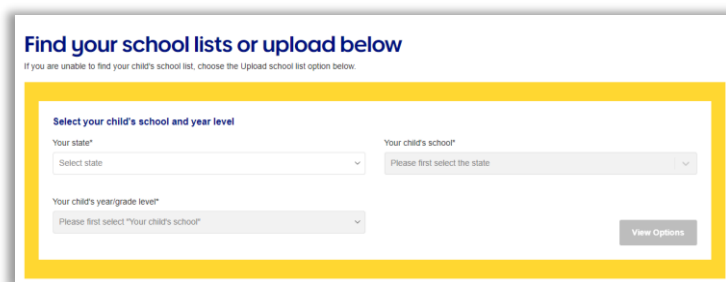 Find your school lists or upload below
If you are unable to find your child's school list, choose the Upload school list option below.
Select your child's school and year level
Your state*
Your child's school*
Select state
Please first select the state
Your child's year/grade level*
Please first select "Your child's school"
View Options